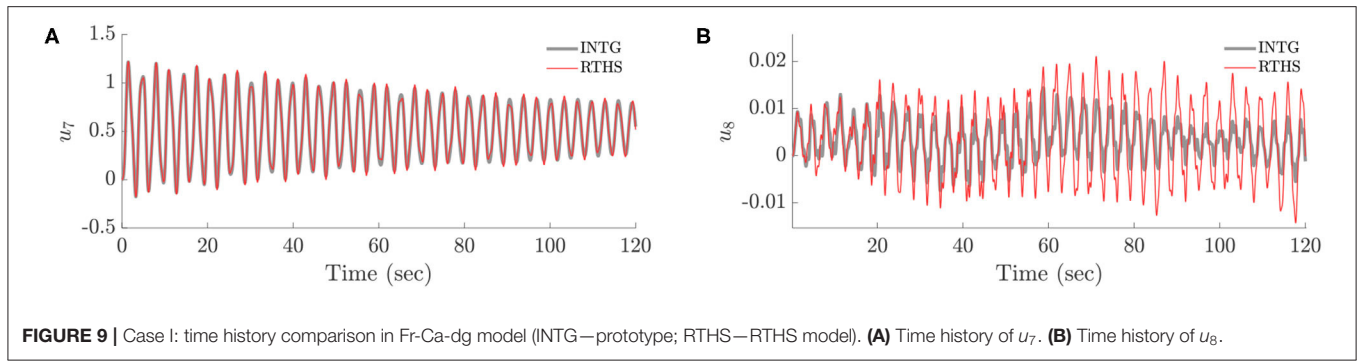 A
1.5
1
0.5
0
-0.5
u7
INTG
RTHS
0 20 40 60 80 100 120
Time (sec)
B
0.02
0.01
0
-0.01
u8
INTG
RTHS
20 40 60 80 100 120
Time (sec)
FIGURE 9 | Case I: time history comparison in Fr-Ca-dg model (INTG—prototype; RTHS—RTHS model). (A) Time history of u7. (B) Time history of u8.